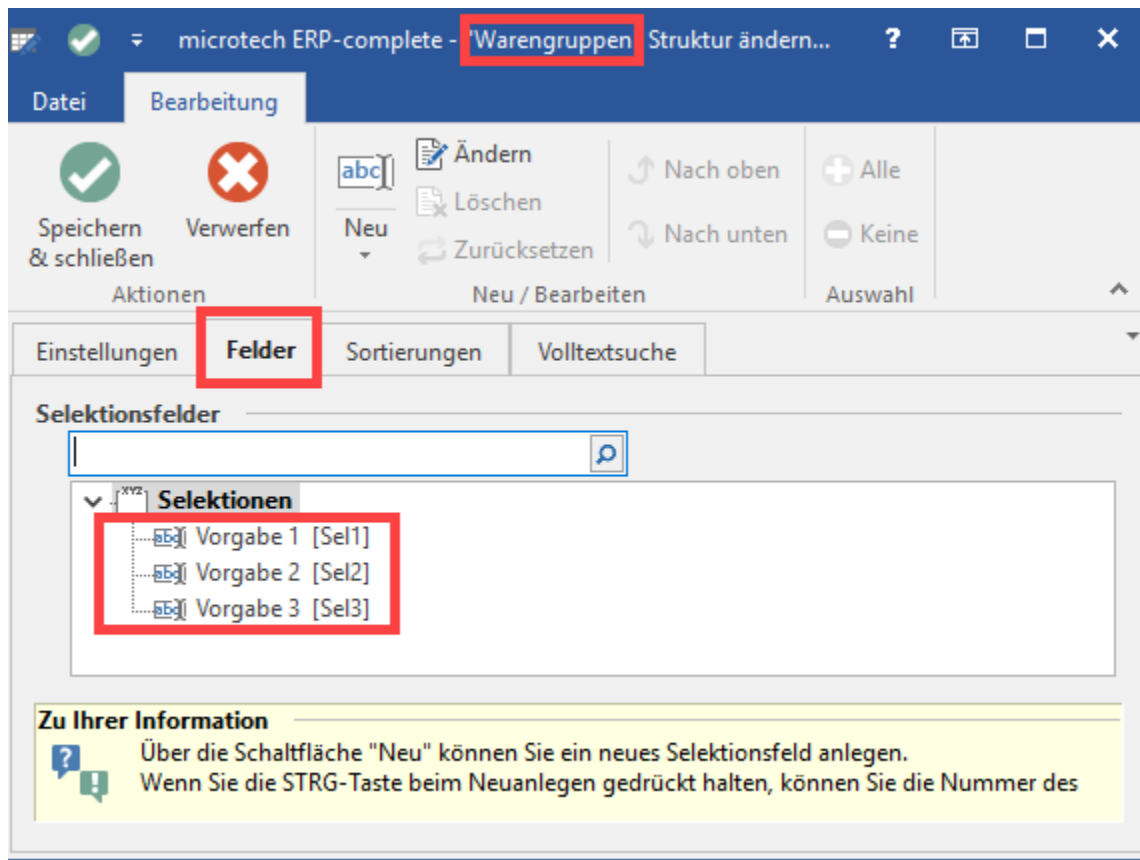 microtech ERP-complete - "Warengruppen Struktur ändern... ?
Datei Bearbeitung
Speichern & schließen
Verwerfen
Aktionen
abc
Neu
Ändern
Löschen
Zurücksetzen
Nach oben
Nach unten
Neu / Bearbeiten
Alle
Keine
Auswahl
Einstellungen Felder Sortierungen Volltextsuche
Selektionsfelder
XYZ Selektionen
Vorgabe 1 [Sel1]
Vorgabe 2 [Sel2]
Vorgabe 3 [Sel3]
Zu Ihrer Information
Über die Schaltfläche "Neu" können Sie ein neues Selektionsfeld anlegen.
Wenn Sie die STRG-Taste beim Neuanlegen gedrückt halten, können Sie die Nummer des